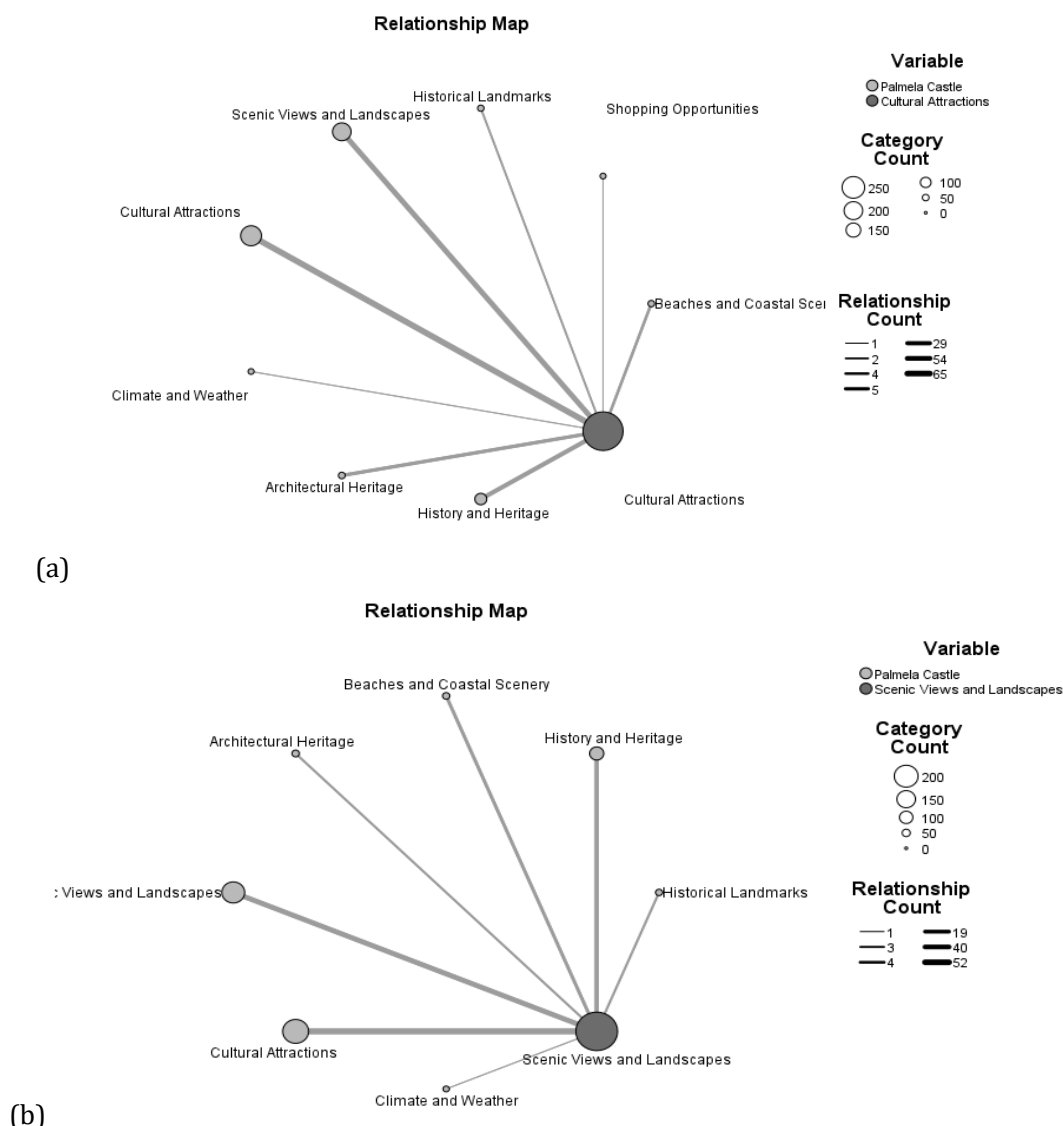 Relationship Map
Variable
Palmela Castle
Cultural Attractions
Historical Landmarks
Shopping Opportunities
Scenic Views and Landscapes
Category
Count
250
100
200
50
150
0
Cultural Attractions
Relationship
Count
1
29
2
54
4
65
5
Beaches and Coastal Scer
Climate and Weather
Architectural Heritage
History and Heritage
Cultural Attractions
(a)
Relationship Map
Variable
Palmela Castle
Scenic Views and Landscapes
Beaches and Coastal Scenery
Architectural Heritage
History and Heritage
Category
Count
200
150
100
50
0
: Views and Landscapes
Historical Landmarks
Relationship
Count
1
19
3
40
4
52
Cultural Attractions
Scenic Views and Landscapes
Climate and Weather
(b)